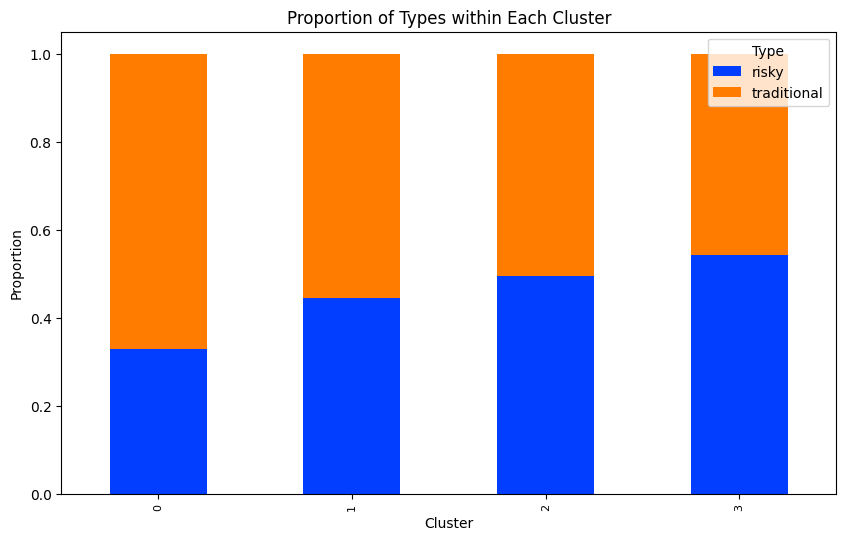 Proportion of Types within Each Cluster
Type
risky
traditional
1.0
0.8
0.6
0.4
0.2
0.0
Proportion
0
1
2
3
Cluster